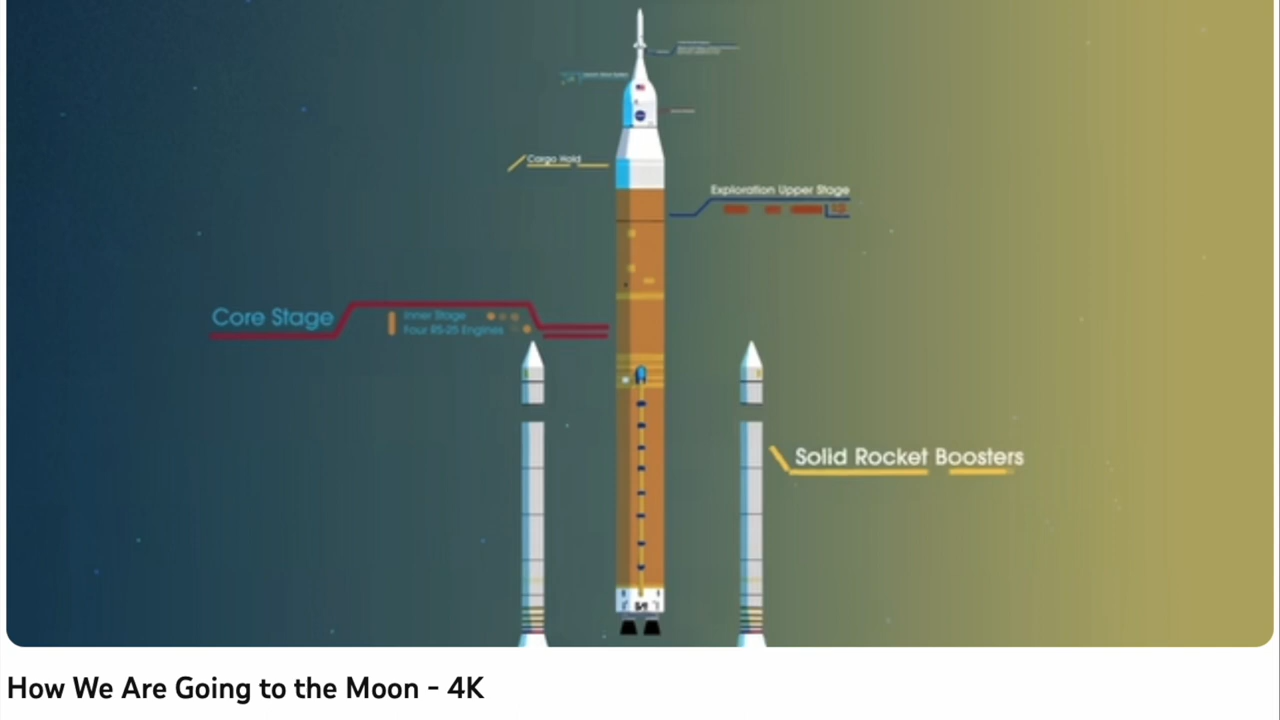 Cargo Hold
Exploration Upper Stage
Core Stage
Inner Stage
Four RS-25 Engines
Solid Rocket Boosters
How We Are Going to the Moon - 4K